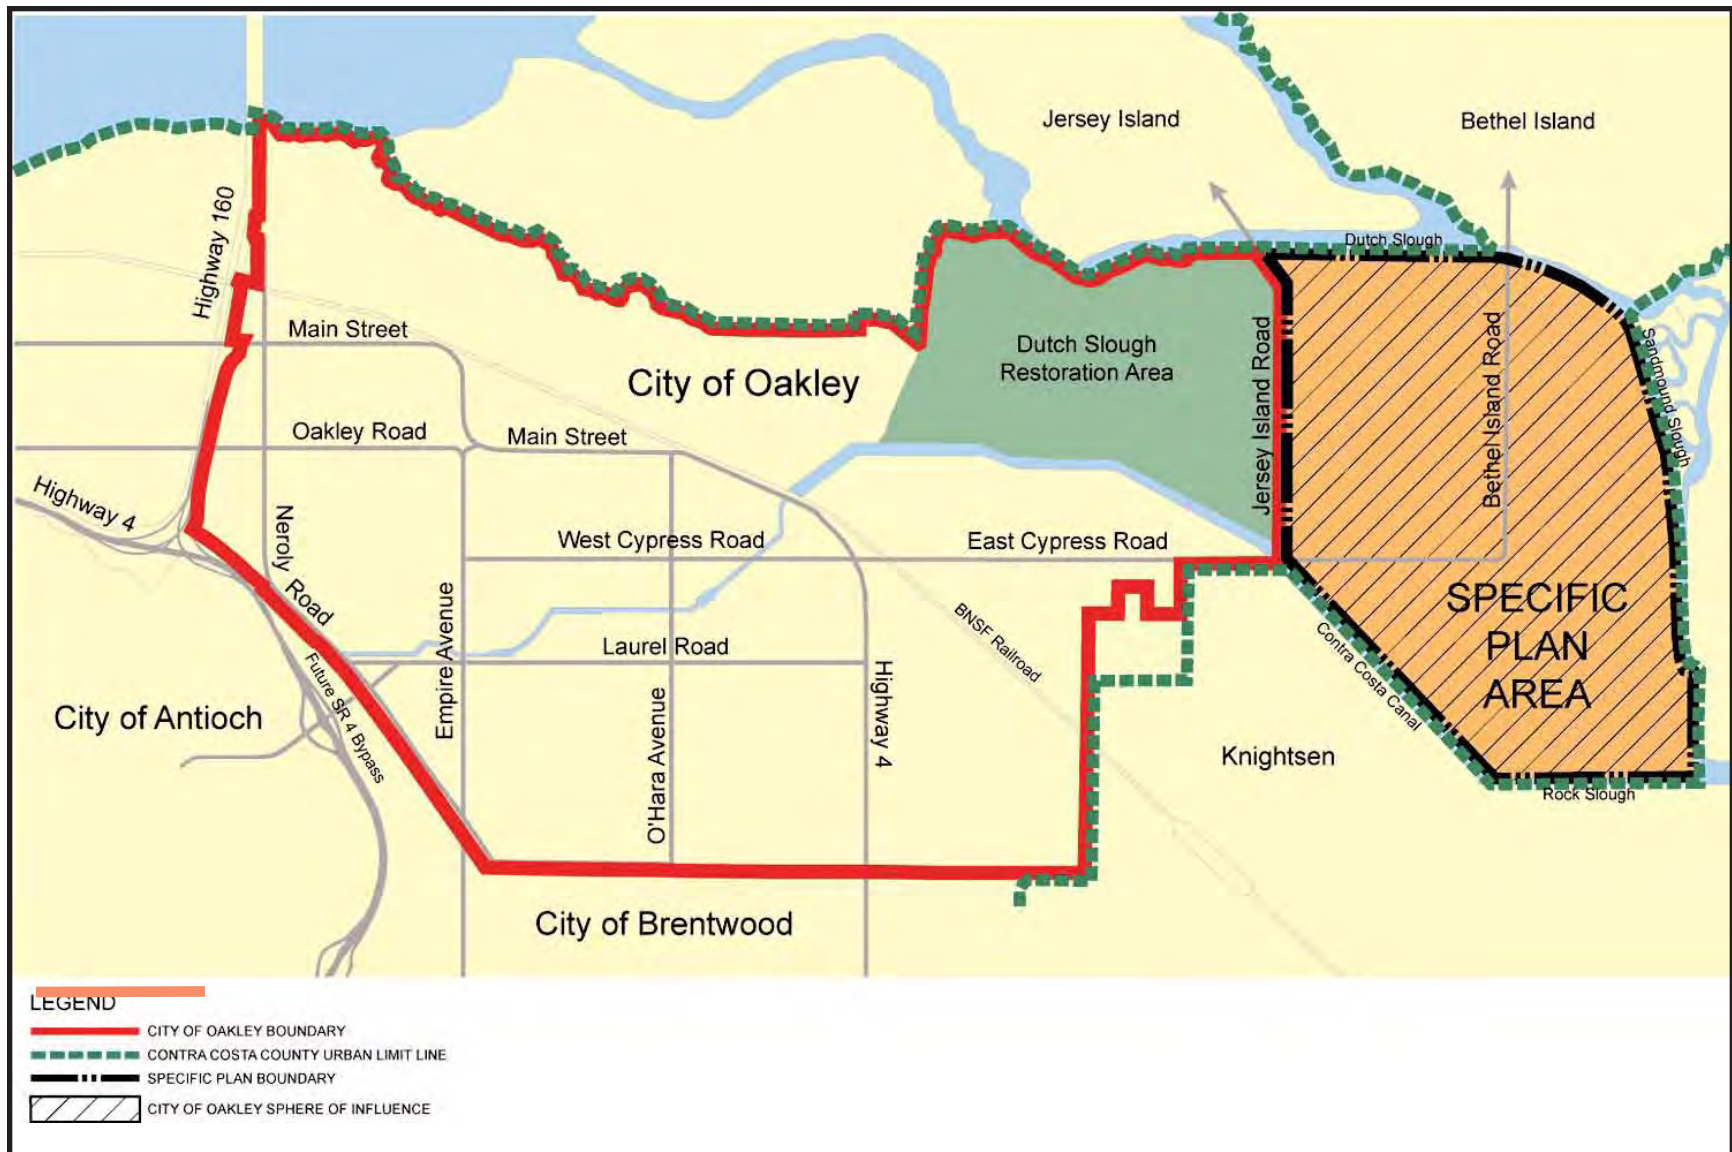 Jersey Island
Bethel Island
Highway 160
Dutch Slough
Main Street
Dutch Slough
Restoration Area
Jersey Island Road
Bethel Island Road
Sandmound Slough
City of Oakley
Oakley Road
Main Street
Highway 4
Neroly
Road
West Cypress Road
East Cypress Road
SPECIFIC
PLAN
AREA
Empire Avenue
BNSF Railroad
Contra Costa Canal
Laurel Road
Future SR 4 Bypass
City of Antioch
O'Hara Avenue
Highway 4
Knightsen
Rock Slough
City of Brentwood
LEGEND
CITY OF OAKLEY BOUNDARY
CONTRA COSTA COUNTY URBAN LIMIT LINE
SPECIFIC PLAN BOUNDARY
CITY OF OAKLEY SPHERE OF INFLUENCE